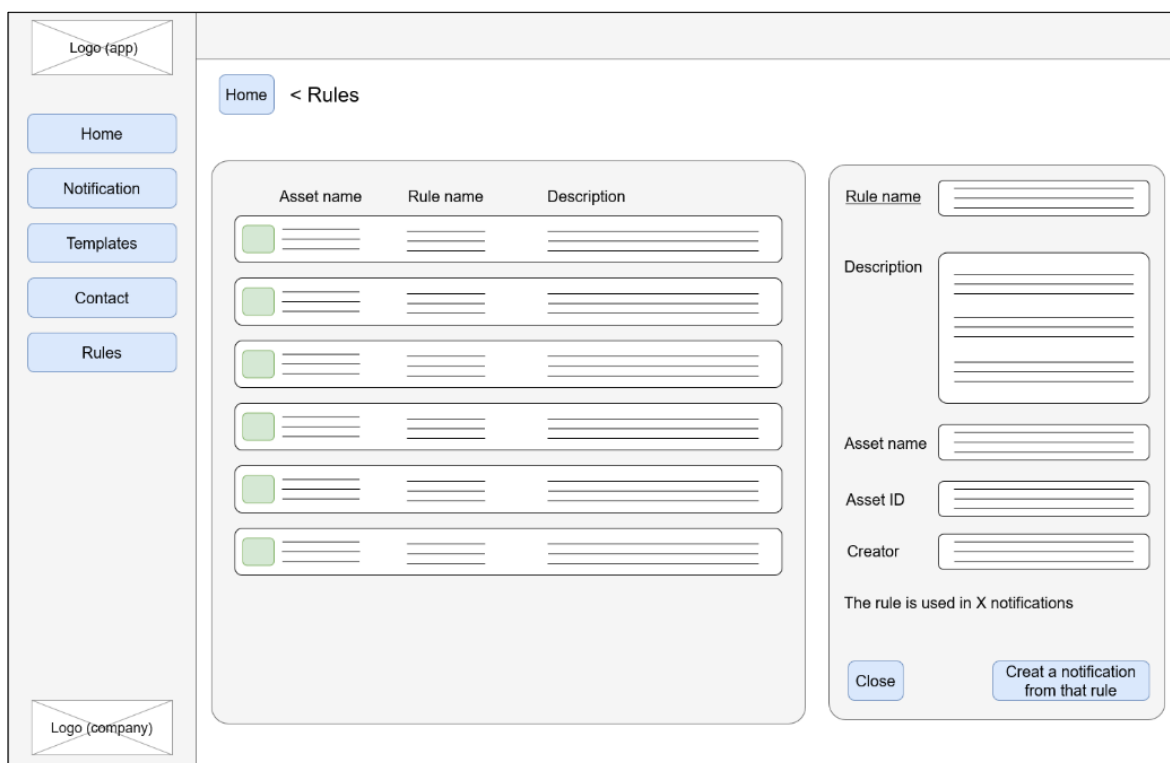 Logo (app)
Home
Notification
Templates
Contact
Rules
Logo (company)
Home < Rules
Asset name Rule name Description
Rule name
Description
Asset name
Asset ID
Creator
The rule is used in X notifications
Close
Creat a notification
from that rule